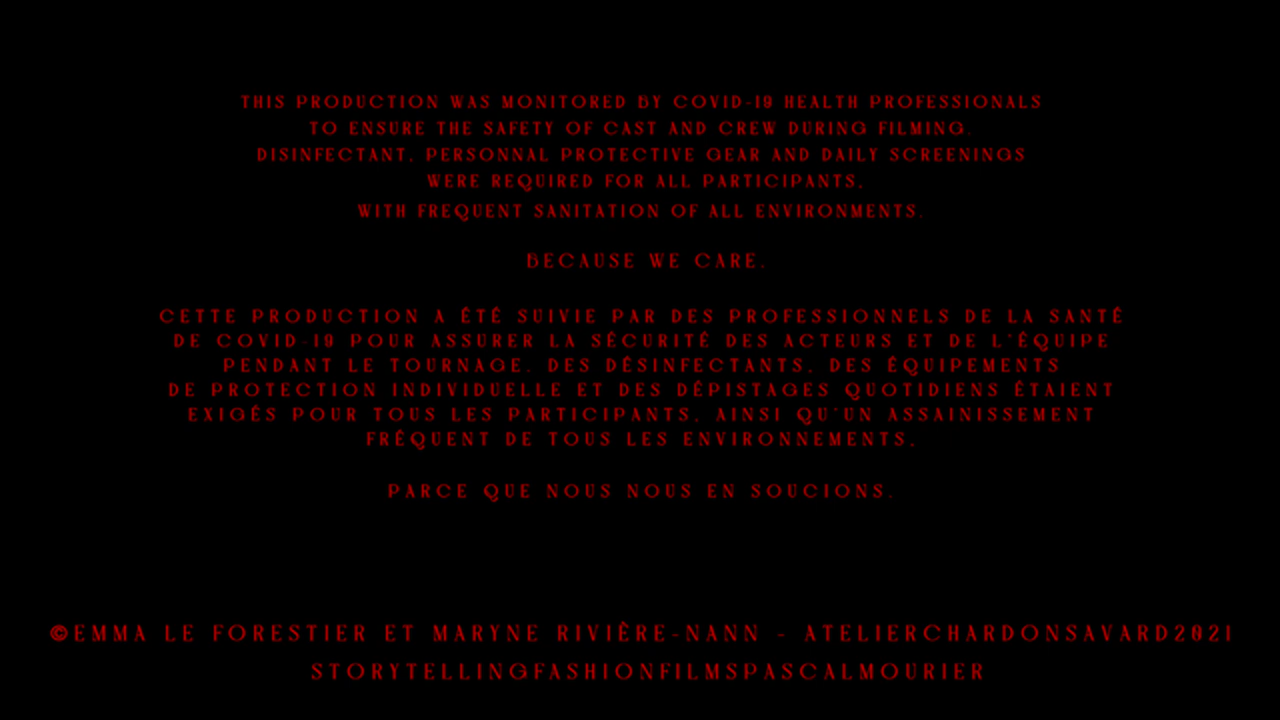 THIS PRODUCTION WAS MONITORED BY COVID-19 HEALTH PROFESSIONALS
TO ENSURE THE SAFETY OF CAST AND CREW DURING FILMING.
DISINFECTANT, PERSONNAL PROTECTIVE GEAR AND DAILY SCREENINGS
WERE REQUIRED FOR ALL PARTICIPANTS,
WITH FREQUENT SANITATION OF ALL ENVIRONMENTS.
BECAUSE WE CARE.
CETTE PRODUCTION A ÉTÉ SUIVIE PAR DES PROFESSIONNELS DE LA SANTÉ
DE COVID-19 POUR ASSURER LA SÉCURITÉ DES ACTEURS ET DE L'ÉQUIPE
PENDANT LE TOURNAGE. DES DÉSINFECTANTS, DES ÉQUIPEMENTS
DE PROTECTION INDIVIDUELLE ET DES DÉPISTAGES QUOTIDIENS ÉTAIENT
EXIGÉS POUR TOUS LES PARTICIPANTS, AINSI QU'UN ASSAINISSEMENT
FRÉQUENT DE TOUS LES ENVIRONNEMENTS,
PARCE QUE NOUS NOUS EN SOUCIONS.
©EMMA LE FORESTIER ET MARYNE RIVIÈRE-NANN - ATELIERCHARDONSAVARD2021
STORYTELLINGFASHIONFILMSPASCALMOURIER